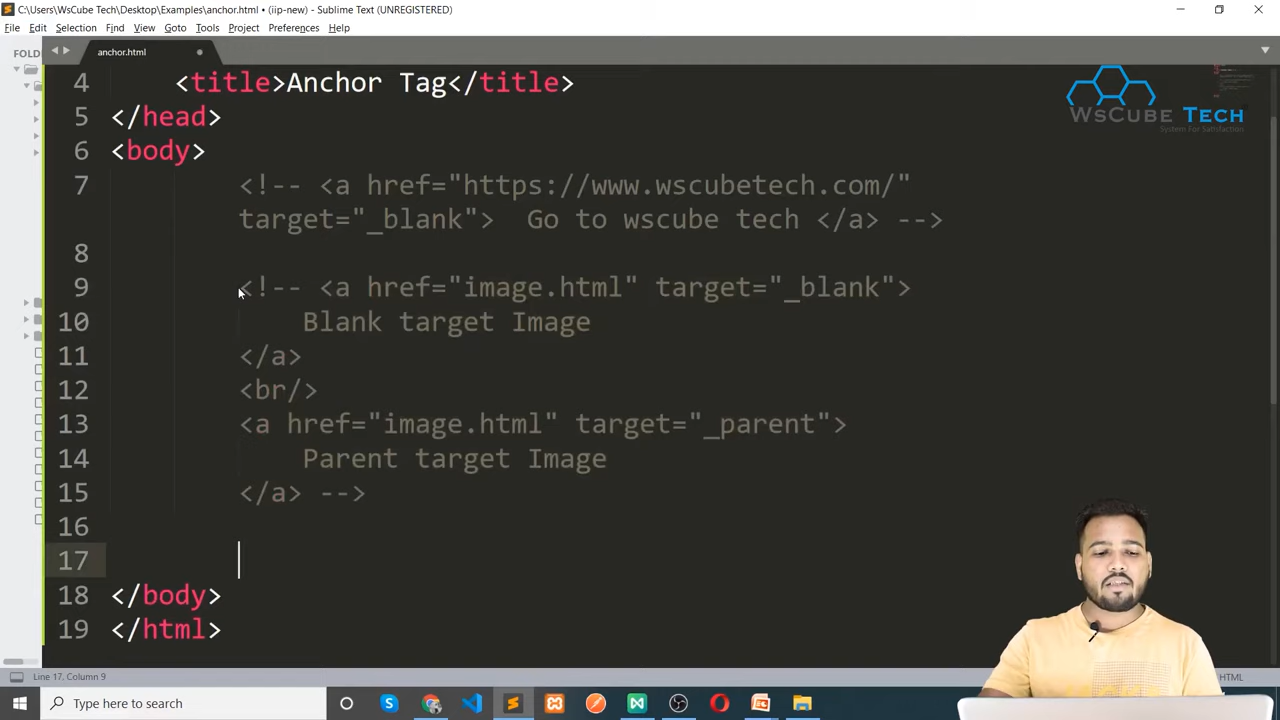 C:\Users\WsCube Tech\Desktop\Examples\anchor.html • (iip-new) - Sublime Text (UNREGISTERED)
File Edit Selection Find View Goto Tools Project Preferences Help
FOLD
anchor.html
4 <title>Anchor Tag</title>
5 </head>
6 <body>
7 <!-- <a href="https://www.wscubetech.com/"
target="_blank">  Go to wscube tech </a> -->
8
9 <!-- <a href="image.html" target="_blank">
10 Blank target Image
11 </a>
12 <br/>
13 <a href="image.html" target="_parent">
14 Parent target Image
15 </a> -->
16
17
18 </body>
19 </html>
WsCube Tech
System For Satisfaction
Line 17, Column 9
HTML
Type here to search